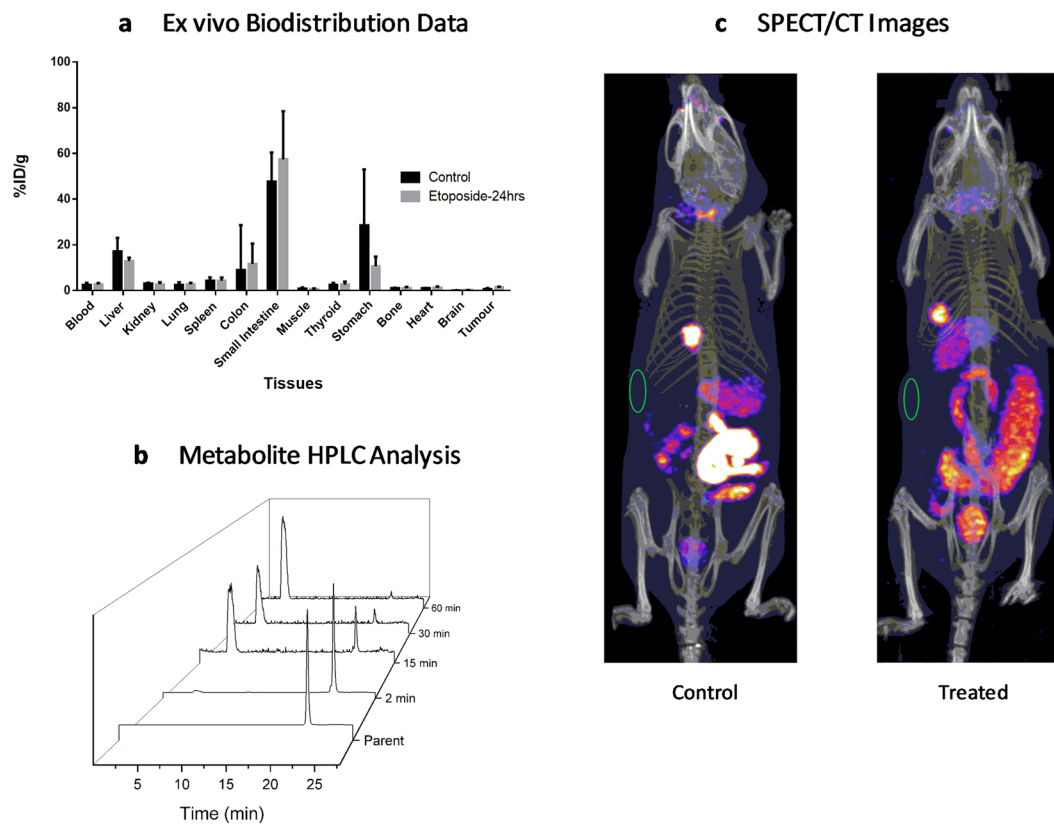 a Ex vivo Biodistribution Data
100
80
60
40
20
0
%ID/g
Control
Etoposide-24hrs
Blood
Liver
Kidney
Lung
Spleen
Colon
Small Intestine
Muscle
Thyroid
Stomach
Bone
Heart
Brain
Tumour
Tissues
b Metabolite HPLC Analysis
60 min
30 min
15 min
2 min
Parent
5 10 15 20 25
Time (min)
c SPECT/CT Images
Control
Treated